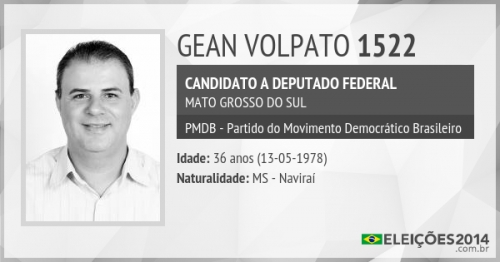 GEAN VOLPATO 1522
CANDIDATO A DEPUTADO FEDERAL
MATO GROSSO DO SUL
PMDB - Partido do Movimento Democrático Brasileiro
Idade: 36 anos (13-05-1978)
Naturalidade: MS - Naviraí
ELEIÇÕES2014
.com.br